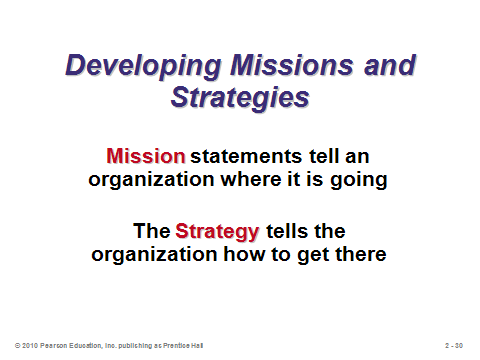 Developing Missions and
Strategies
Mission statements tell an
organization where it is going
The Strategy tells the
organization how to get there
© 2010 Pearson Education, Inc. publishing as Prentice Hall
2 - 30